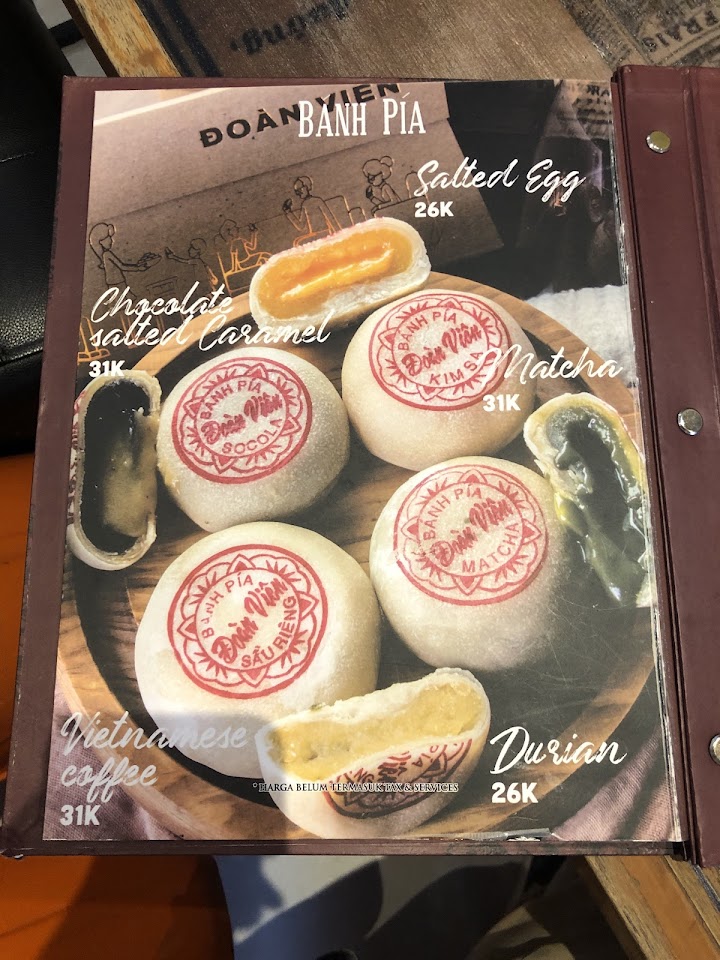 ĐOÀN VIÊN
BÁNH PÍA
Salted Egg
26K
Chocolate
salted Caramel
31K
Matcha
31K
BÁNH PÍA
Đoàn Viên
KIM SA
BÁNH PÍA
Đoàn Viên
SOCOLA
BÁNH PÍA
Đoàn Viên
MATCHA
BÁNH PÍA
Đoàn Viên
SẦU RIÊNG
Vietnamese
coffee
31K
Durian
26K
* HARGA BELUM TERMASUK TAX & SERVICES